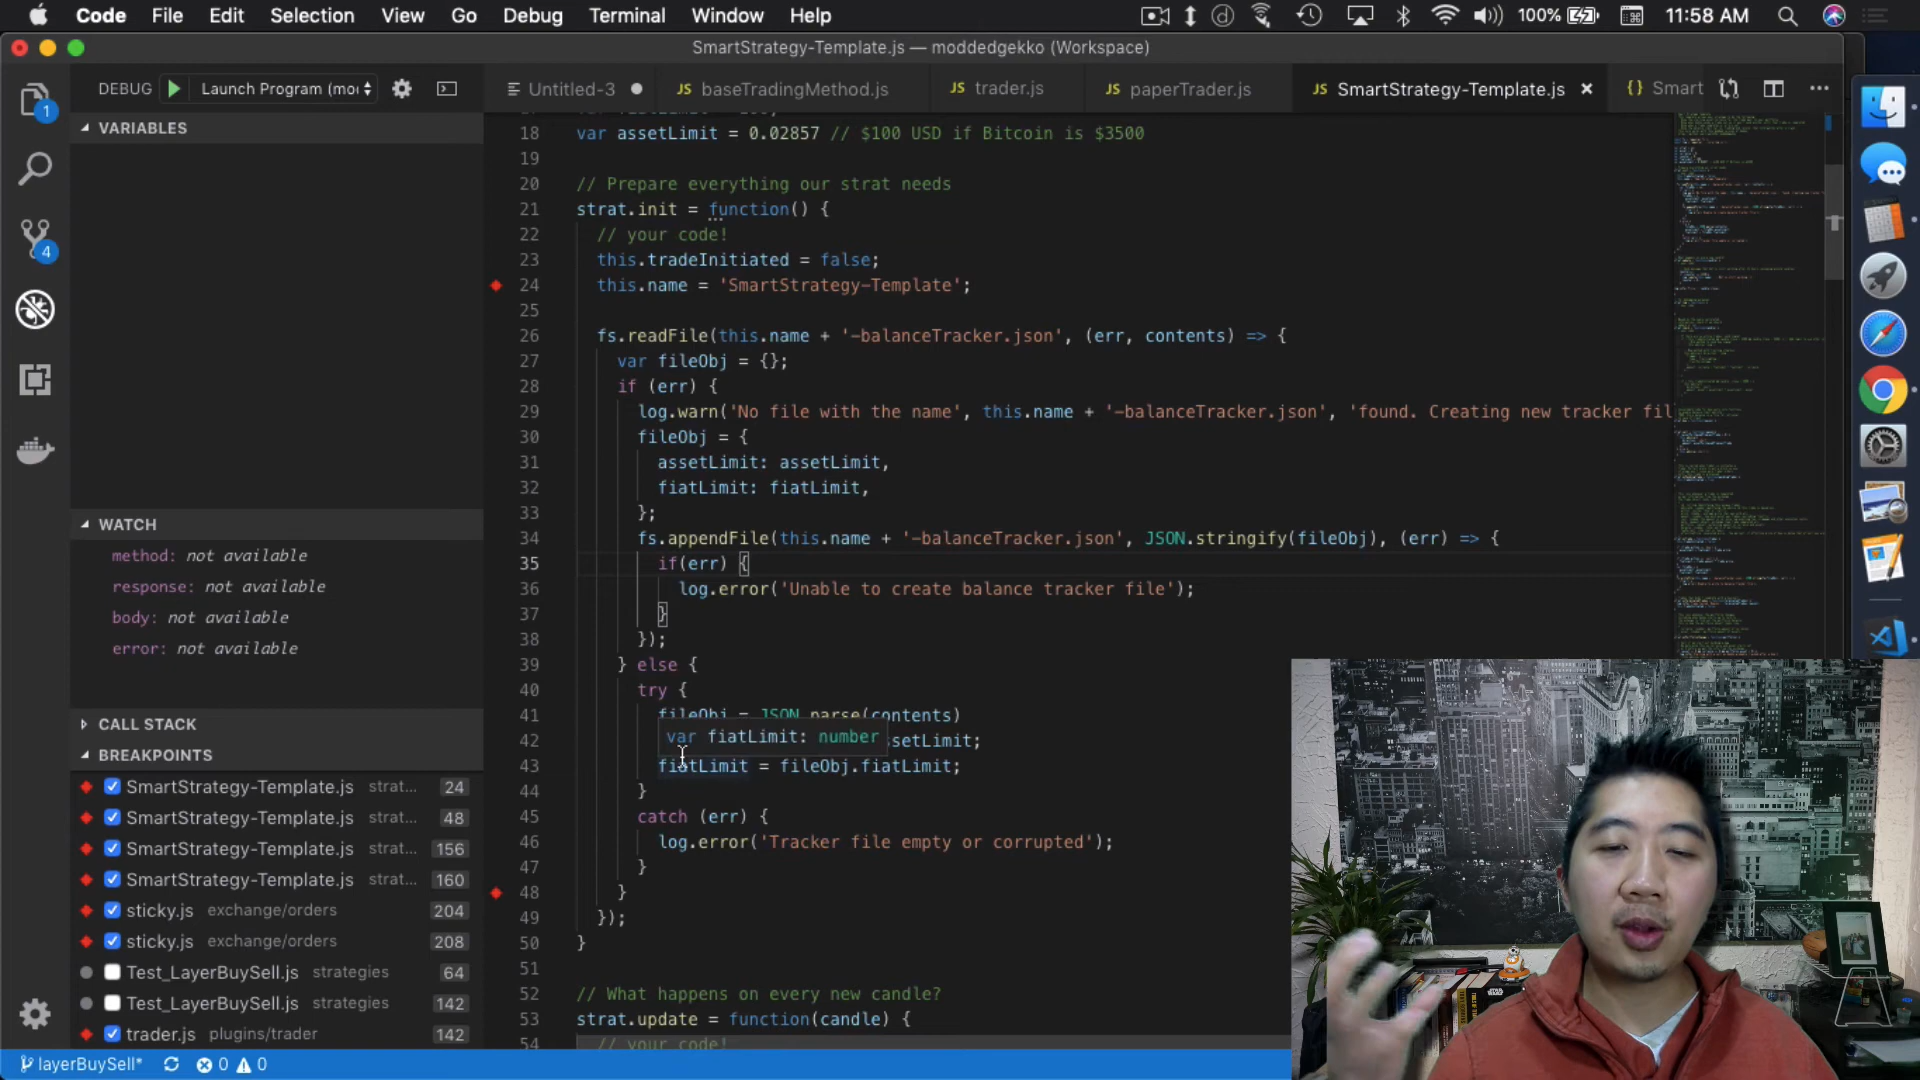 Code File Edit Selection View Go Debug Terminal Window Help 100% 11:58 AM
SmartStrategy-Template.js — moddedgekko (Workspace)
DEBUG Launch Program (mo
Untitled-3 JS baseTradingMethod.js JS trader.js JS paperTrader.js JS SmartStrategy-Template.js {} Smart
1
4
VARIABLES
WATCH
method: not available
response: not available
body: not available
error: not available
CALL STACK
BREAKPOINTS
SmartStrategy-Template.js strat... 24
SmartStrategy-Template.js strat... 48
SmartStrategy-Template.js strat... 156
SmartStrategy-Template.js strat... 160
sticky.js exchange/orders 204
sticky.js exchange/orders 208
Test_LayerBuySell.js strategies 64
Test_LayerBuySell.js strategies 142
trader.js plugins/trader 142
18 var assetLimit = 0.02857 // $100 USD if Bitcoin is $3500
19
20 // Prepare everything our strat needs
21 strat.init = function() {
22 // your code!
23 this.tradeInitiated = false;
24 this.name = 'SmartStrategy-Template';
25
26 fs.readFile(this.name + '-balanceTracker.json', (err, contents) => {
27 var fileObj = {};
28 if (err) {
29 log.warn('No file with the name', this.name + '-balanceTracker.json', 'found. Creating new tracker fil
30 fileObj = {
31 assetLimit: assetLimit,
32 fiatLimit: fiatLimit,
33 };
34 fs.appendFile(this.name + '-balanceTracker.json', JSON.stringify(fileObj), (err) => {
35 if(err) {
36 log.error('Unable to create balance tracker file');
37 }
38 });
39 } else {
40 try {
41 fileObj = JSON.parse(contents)
var fiatLimit: number
42 ssetLimit;
43 fiatLimit = fileObj.fiatLimit;
44 }
45 catch (err) {
46 log.error('Tracker file empty or corrupted');
47 }
48 }
49 });
50 }
51
52 // What happens on every new candle?
53 strat.update = function(candle) {
54 // your code!
layerBuySell* 0 0